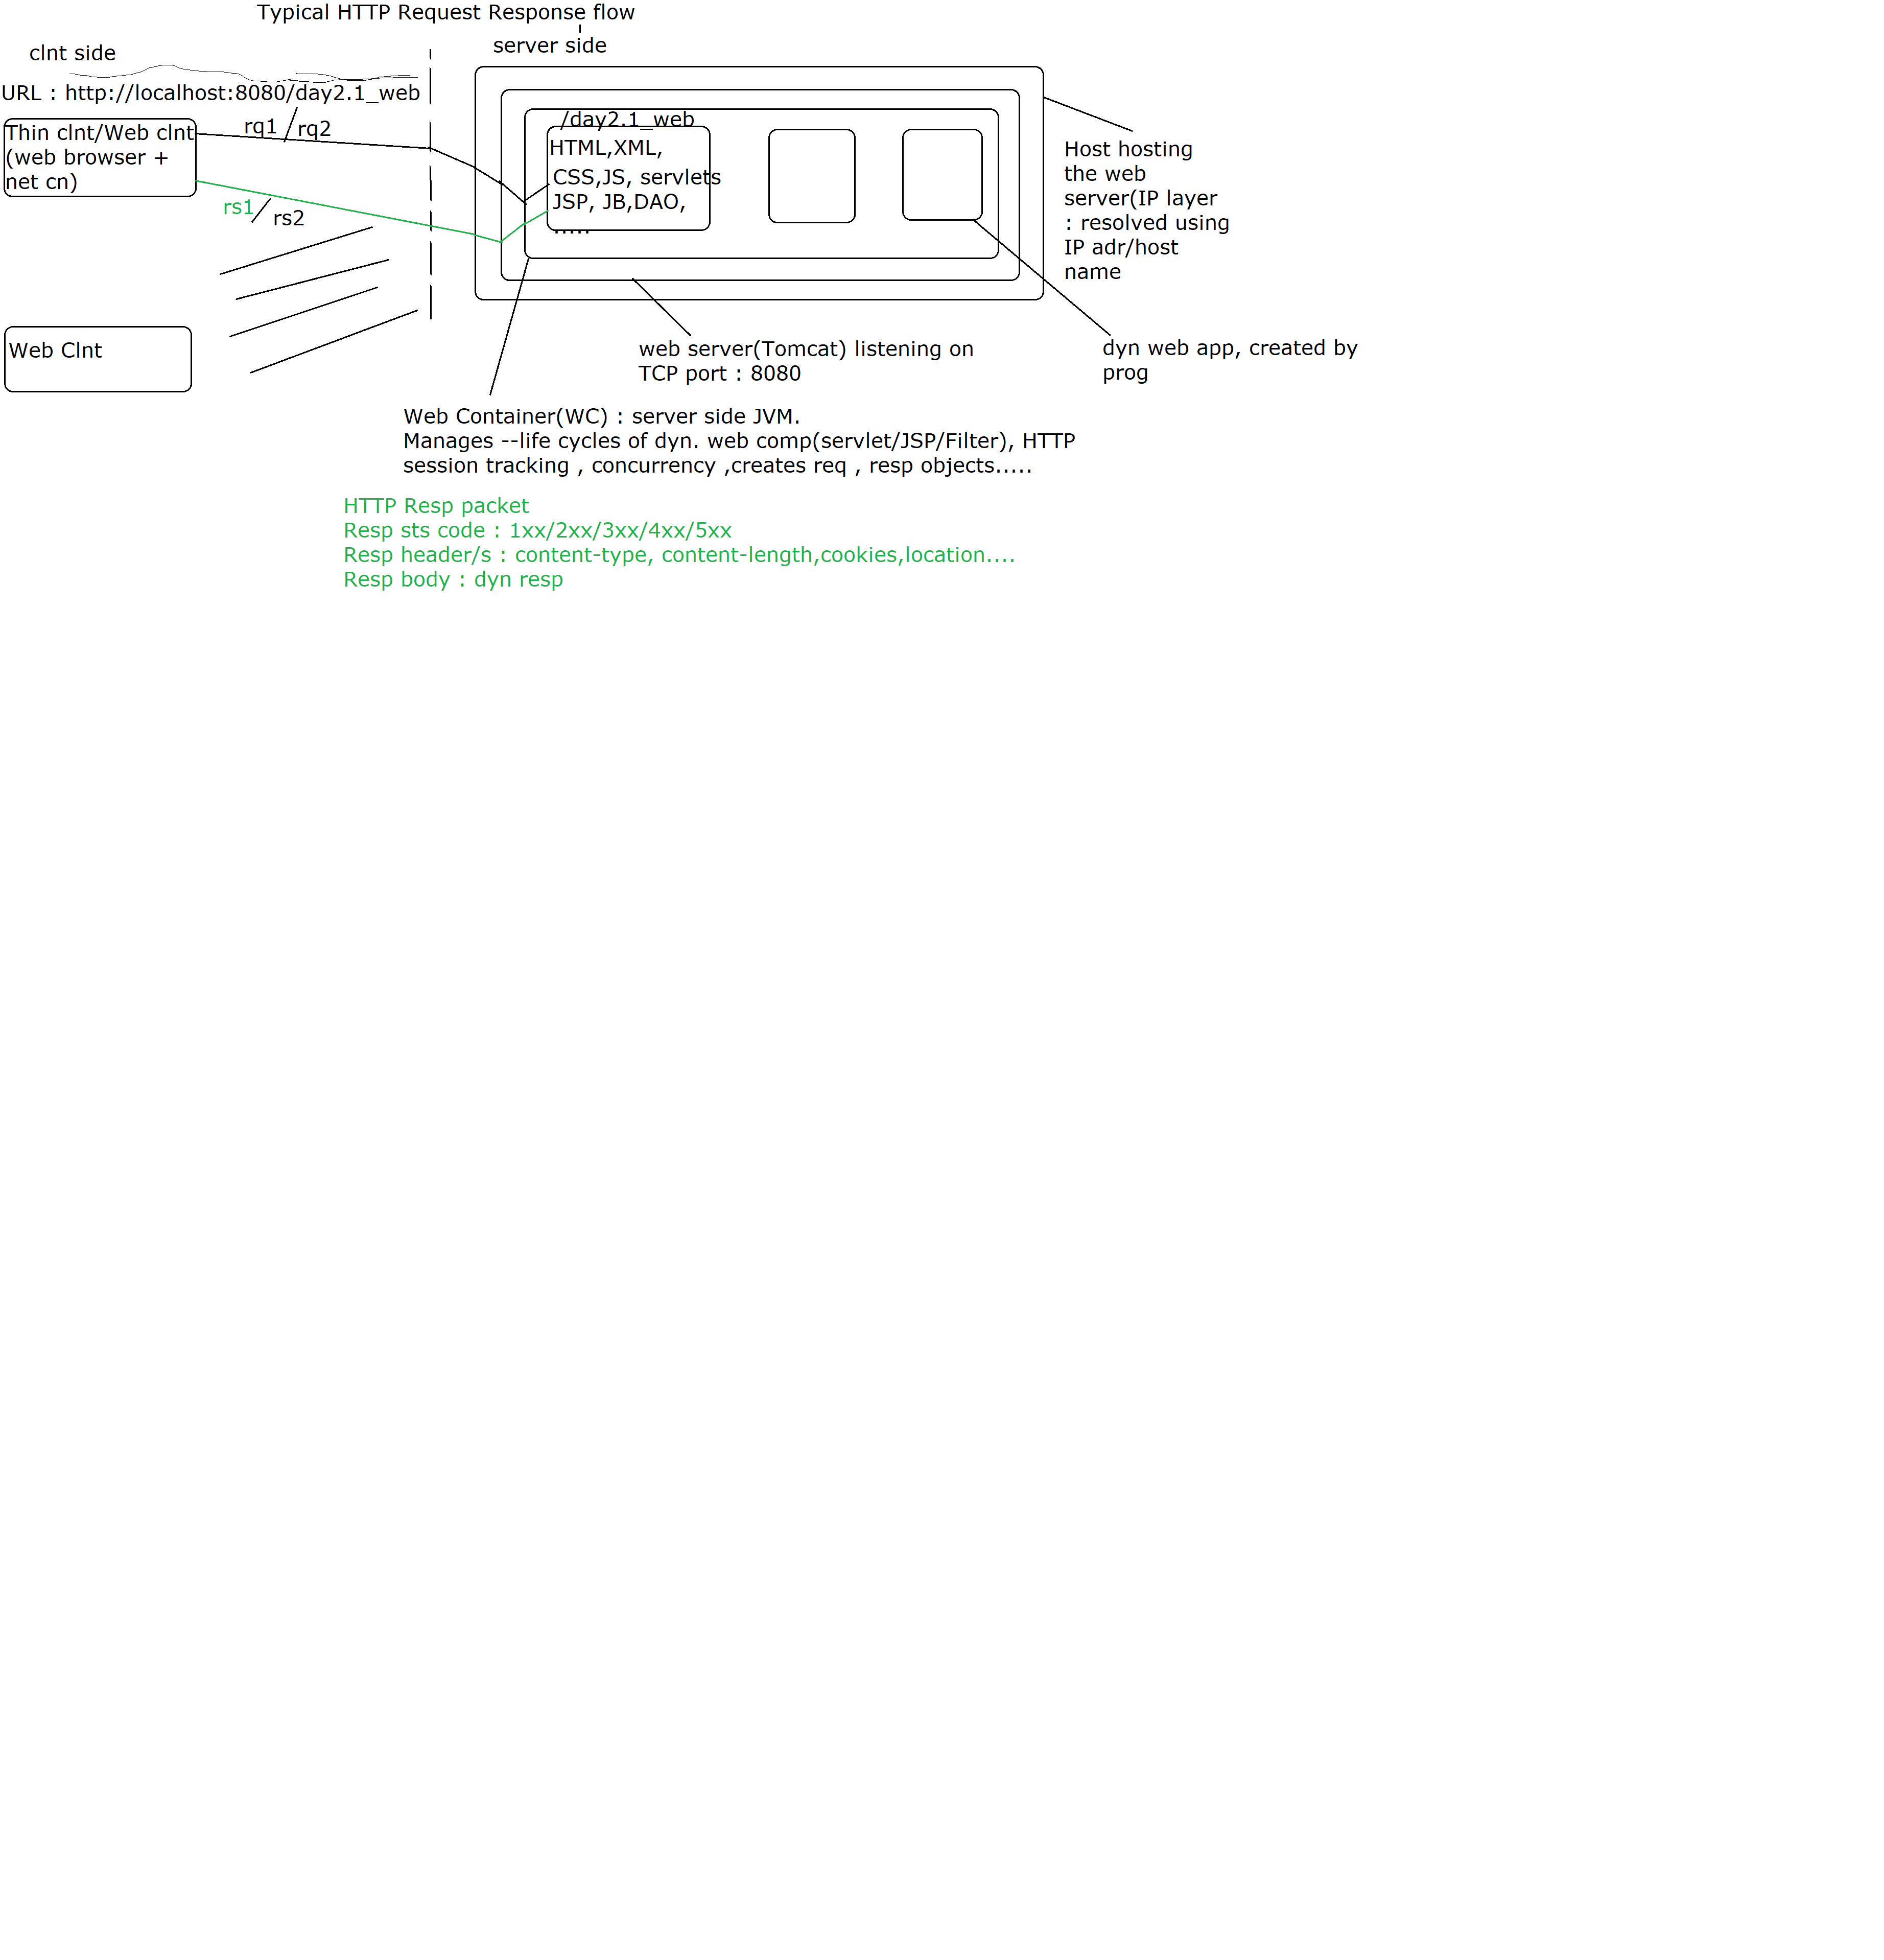 Typical HTTP Request Response flow
clnt side
server side
URL : http://localhost:8080/day2.1_web
Thin clnt/Web clnt
(web browser +
net cn)
rq1
rq2
rs1
rs2
Web Clnt
/day2.1_web
HTML,XML,
CSS,JS, servlets
JSP, JB,DAO,
.....
Host hosting
the web
server(IP layer
: resolved using
IP adr/host
name
web server(Tomcat) listening on
TCP port : 8080
dyn web app, created by
prog
Web Container(WC) : server side JVM.
Manages --life cycles of dyn. web comp(servlet/JSP/Filter), HTTP
session tracking , concurrency ,creates req , resp objects.....
HTTP Resp packet
Resp sts code : 1xx/2xx/3xx/4xx/5xx
Resp header/s : content-type, content-length,cookies,location....
Resp body : dyn resp